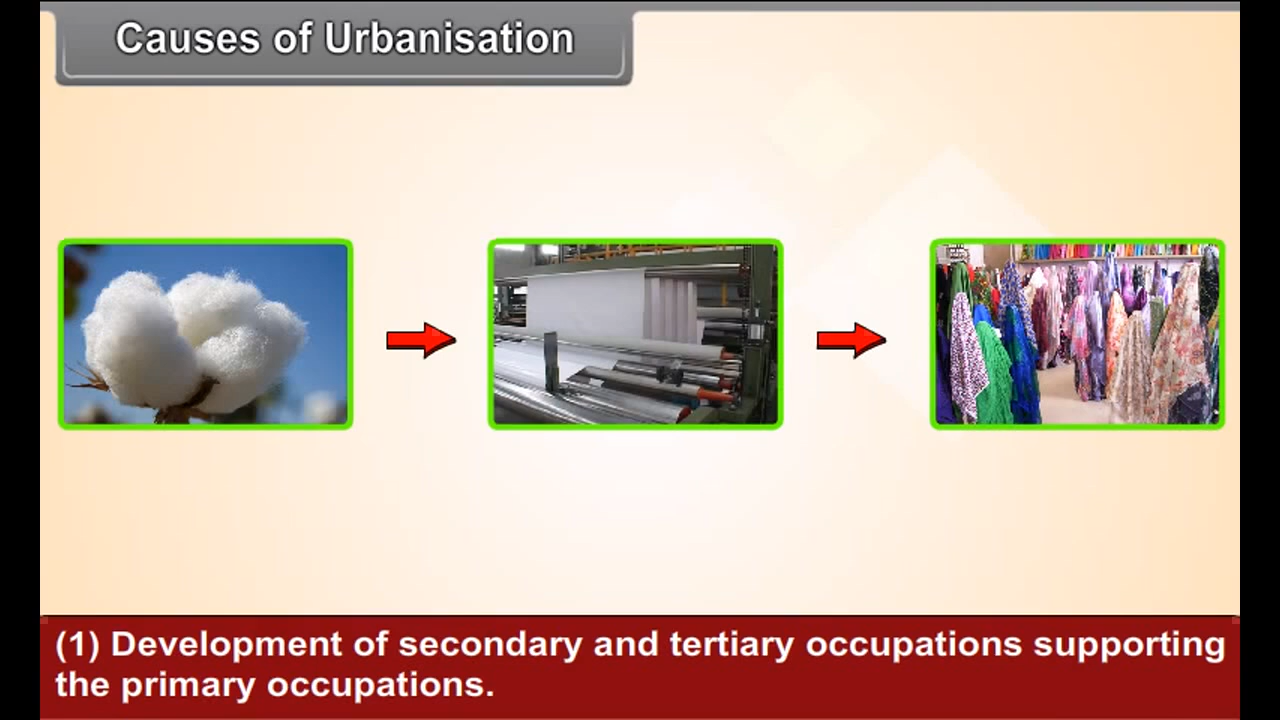 Causes of Urbanisation
(1) Development of secondary and tertiary occupations supporting
the primary occupations.